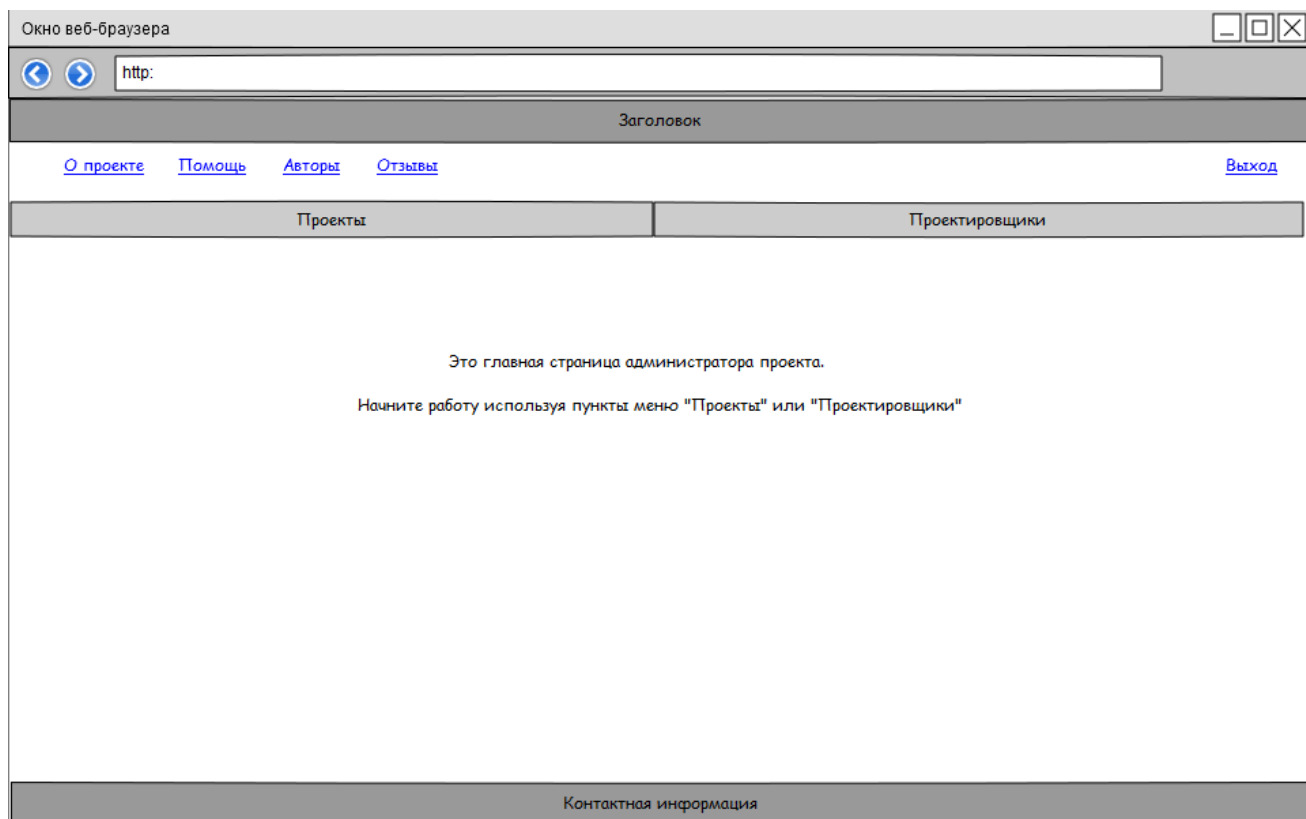 Окно веб-браузера
http:
Заголовок
О проекте Помощь Авторы Отзывы Выход
Проекты Проектировщики
Это главная страница администратора проекта.
Начните работу используя пункты меню "Проекты" или "Проектировщики"
Контактная информация